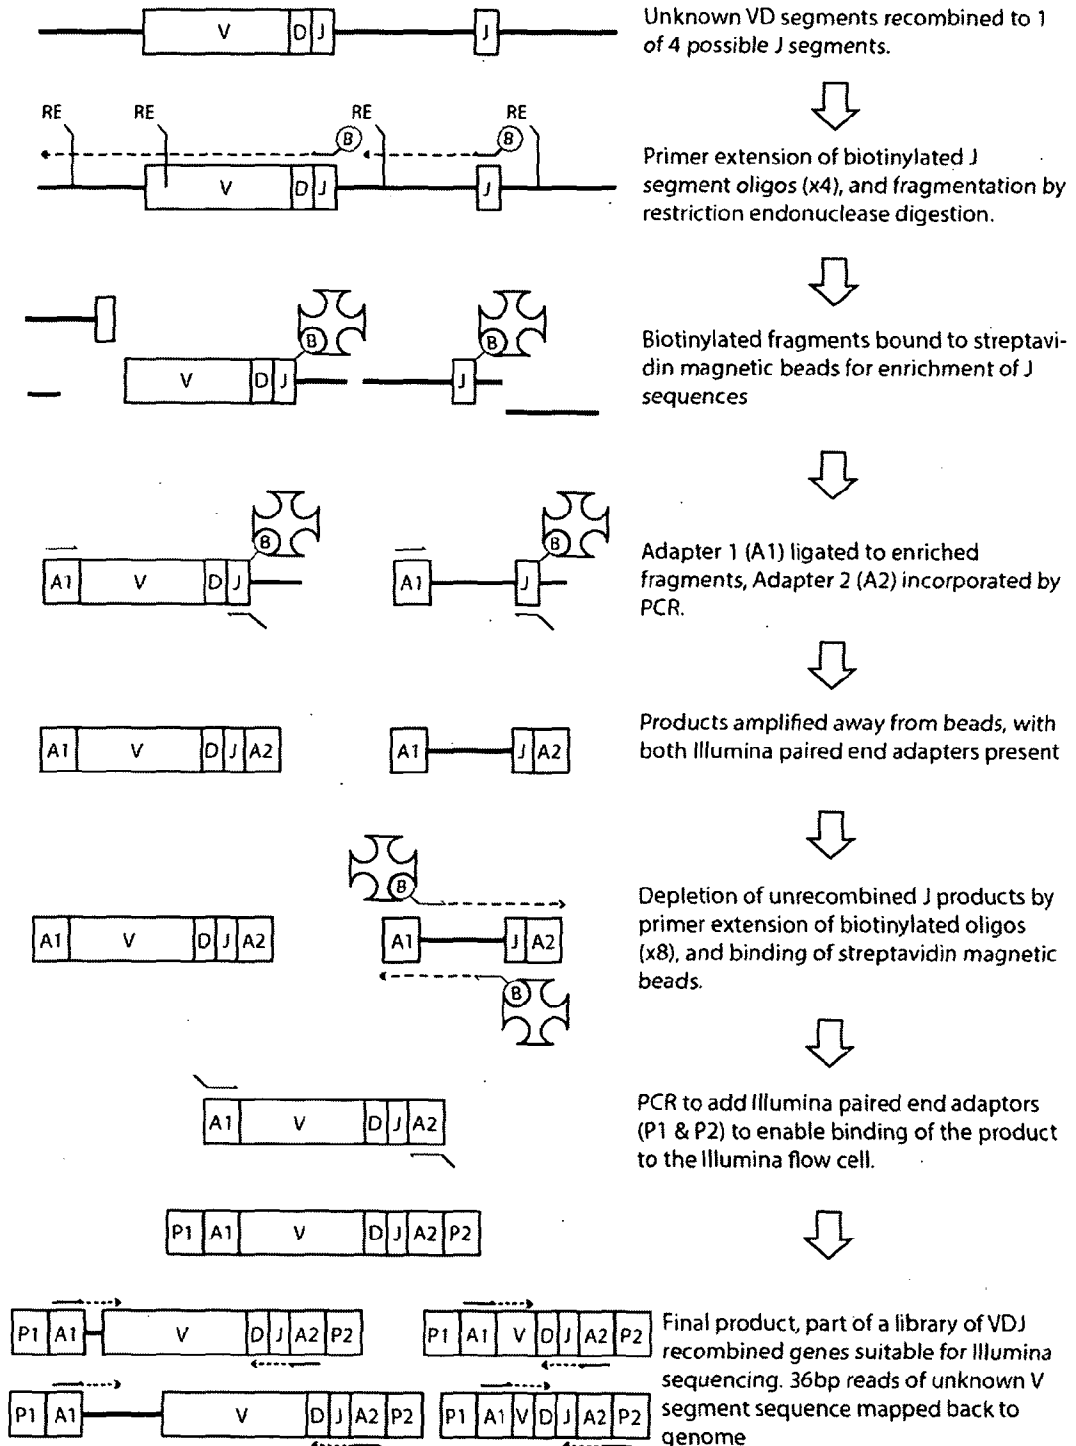 V D J J
Unknown VD segments recombined to 1
of 4 possible J segments.
RE RE RE RE
B B
V D J J
Primer extension of biotinylated J
segment oligos (x4), and fragmentation by
restriction endonuclease digestion.
B B
V D J J
Biotinylated fragments bound to streptavi-
din magnetic beads for enrichment of J
sequences
B B
A1 V D J A1 J
Adapter 1 (A1) ligated to enriched
fragments, Adapter 2 (A2) incorporated by
PCR.
A1 V D J A2 A1 J A2
Products amplified away from beads, with
both Illumina paired end adapters present
B
A1 V D J A2 A1 J A2
B
Depletion of unrecombined J products by
primer extension of biotinylated oligos
(x8), and binding of streptavidin magnetic
beads.
A1 V D J A2
PCR to add Illumina paired end adaptors
(P1 & P2) to enable binding of the product
to the Illumina flow cell.
P1 A1 V D J A2 P2
P1 A1 V D J A2 P2 P1 A1 V D J A2 P2
P1 A1 V D J A2 P2 P1 A1 V D J A2 P2
Final product, part of a library of VDJ
recombined genes suitable for Illumina
sequencing. 36bp reads of unknown V
segment sequence mapped back to
genome